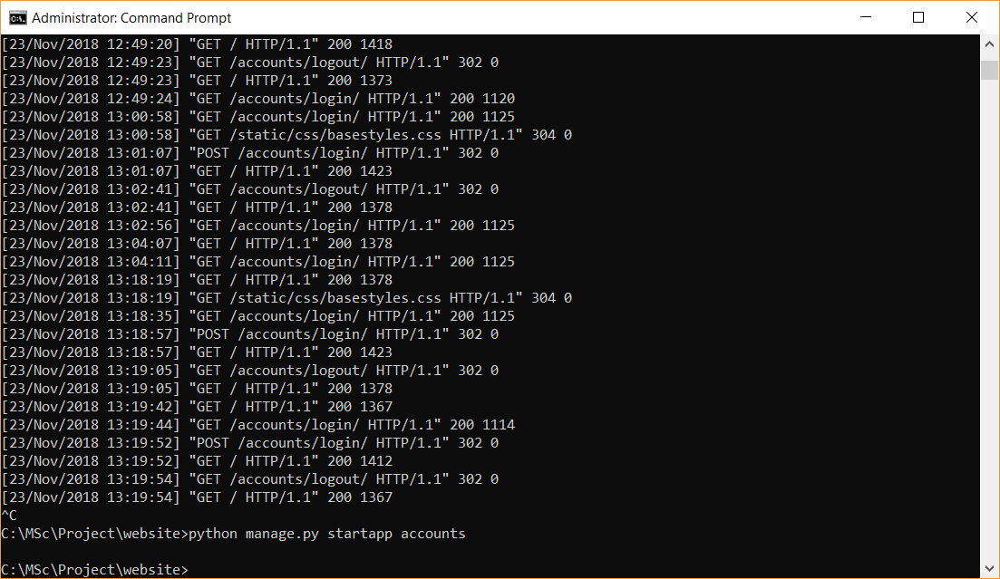 Administrator: Command Prompt
[23/Nov/2018 12:49:20] "GET / HTTP/1.1" 200 1418
[23/Nov/2018 12:49:23] "GET /accounts/logout/ HTTP/1.1" 302 0
[23/Nov/2018 12:49:23] "GET / HTTP/1.1" 200 1373
[23/Nov/2018 12:49:24] "GET /accounts/login/ HTTP/1.1" 200 1120
[23/Nov/2018 13:00:58] "GET /accounts/login/ HTTP/1.1" 200 1125
[23/Nov/2018 13:00:58] "GET /static/css/basestyles.css HTTP/1.1" 304 0
[23/Nov/2018 13:01:07] "POST /accounts/login/ HTTP/1.1" 302 0
[23/Nov/2018 13:01:07] "GET / HTTP/1.1" 200 1423
[23/Nov/2018 13:02:41] "GET /accounts/logout/ HTTP/1.1" 302 0
[23/Nov/2018 13:02:41] "GET / HTTP/1.1" 200 1378
[23/Nov/2018 13:02:56] "GET /accounts/login/ HTTP/1.1" 200 1125
[23/Nov/2018 13:04:07] "GET / HTTP/1.1" 200 1378
[23/Nov/2018 13:04:11] "GET /accounts/login/ HTTP/1.1" 200 1125
[23/Nov/2018 13:18:19] "GET / HTTP/1.1" 200 1378
[23/Nov/2018 13:18:19] "GET /static/css/basestyles.css HTTP/1.1" 304 0
[23/Nov/2018 13:18:35] "GET /accounts/login/ HTTP/1.1" 200 1125
[23/Nov/2018 13:18:57] "POST /accounts/login/ HTTP/1.1" 302 0
[23/Nov/2018 13:18:57] "GET / HTTP/1.1" 200 1423
[23/Nov/2018 13:19:05] "GET /accounts/logout/ HTTP/1.1" 302 0
[23/Nov/2018 13:19:05] "GET / HTTP/1.1" 200 1378
[23/Nov/2018 13:19:42] "GET / HTTP/1.1" 200 1367
[23/Nov/2018 13:19:44] "GET /accounts/login/ HTTP/1.1" 200 1114
[23/Nov/2018 13:19:52] "POST /accounts/login/ HTTP/1.1" 302 0
[23/Nov/2018 13:19:52] "GET / HTTP/1.1" 200 1412
[23/Nov/2018 13:19:54] "GET /accounts/logout/ HTTP/1.1" 302 0
[23/Nov/2018 13:19:54] "GET / HTTP/1.1" 200 1367
^C
C:\MSc\Project\website>python manage.py startapp accounts
C:\MSc\Project\website>